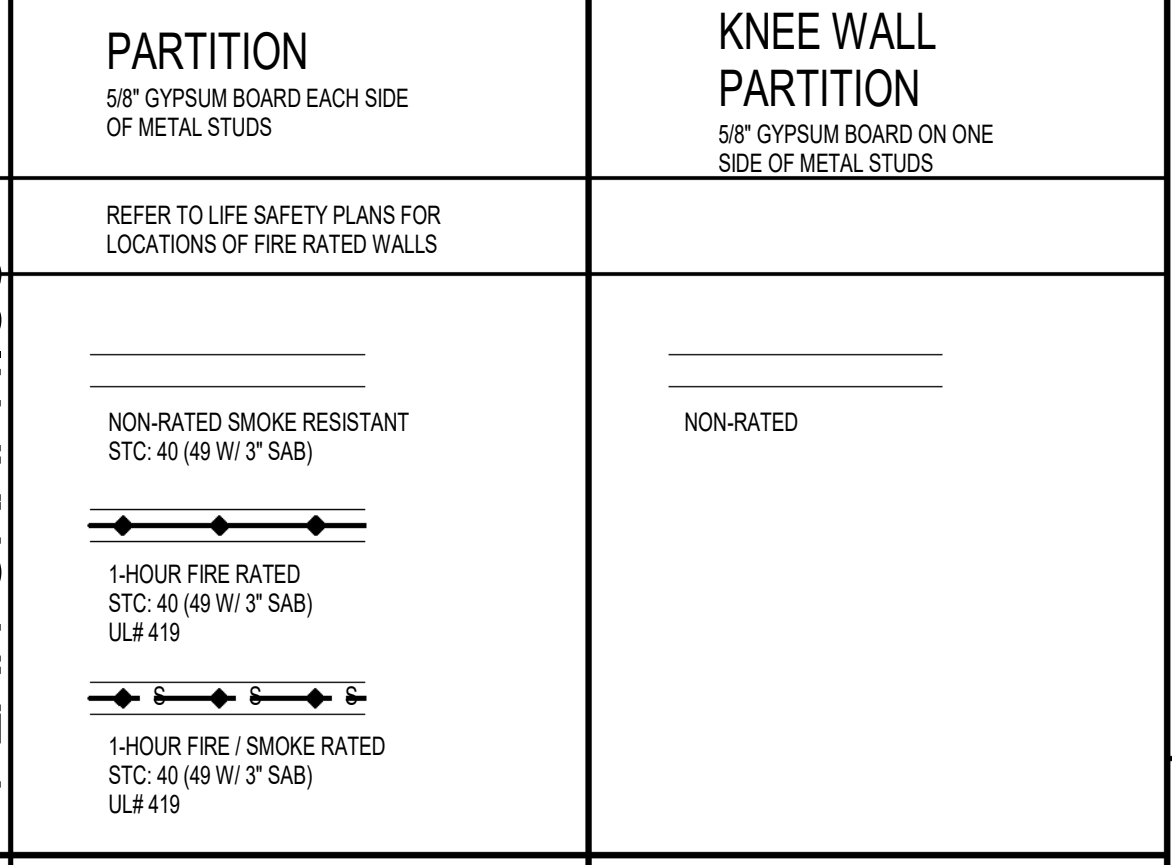 PARTITION
5/8" GYPSUM BOARD EACH SIDE
OF METAL STUDS
KNEE WALL
PARTITION
5/8" GYPSUM BOARD ON ONE
SIDE OF METAL STUDS
REFER TO LIFE SAFETY PLANS FOR
LOCATIONS OF FIRE RATED WALLS
NON-RATED SMOKE RESISTANT
STC: 40 (49 W/ 3" SAB)
1-HOUR FIRE RATED
STC: 40 (49 W/ 3" SAB)
UL# 419
S S S
1-HOUR FIRE / SMOKE RATED
STC: 40 (49 W/ 3" SAB)
UL# 419
NON-RATED